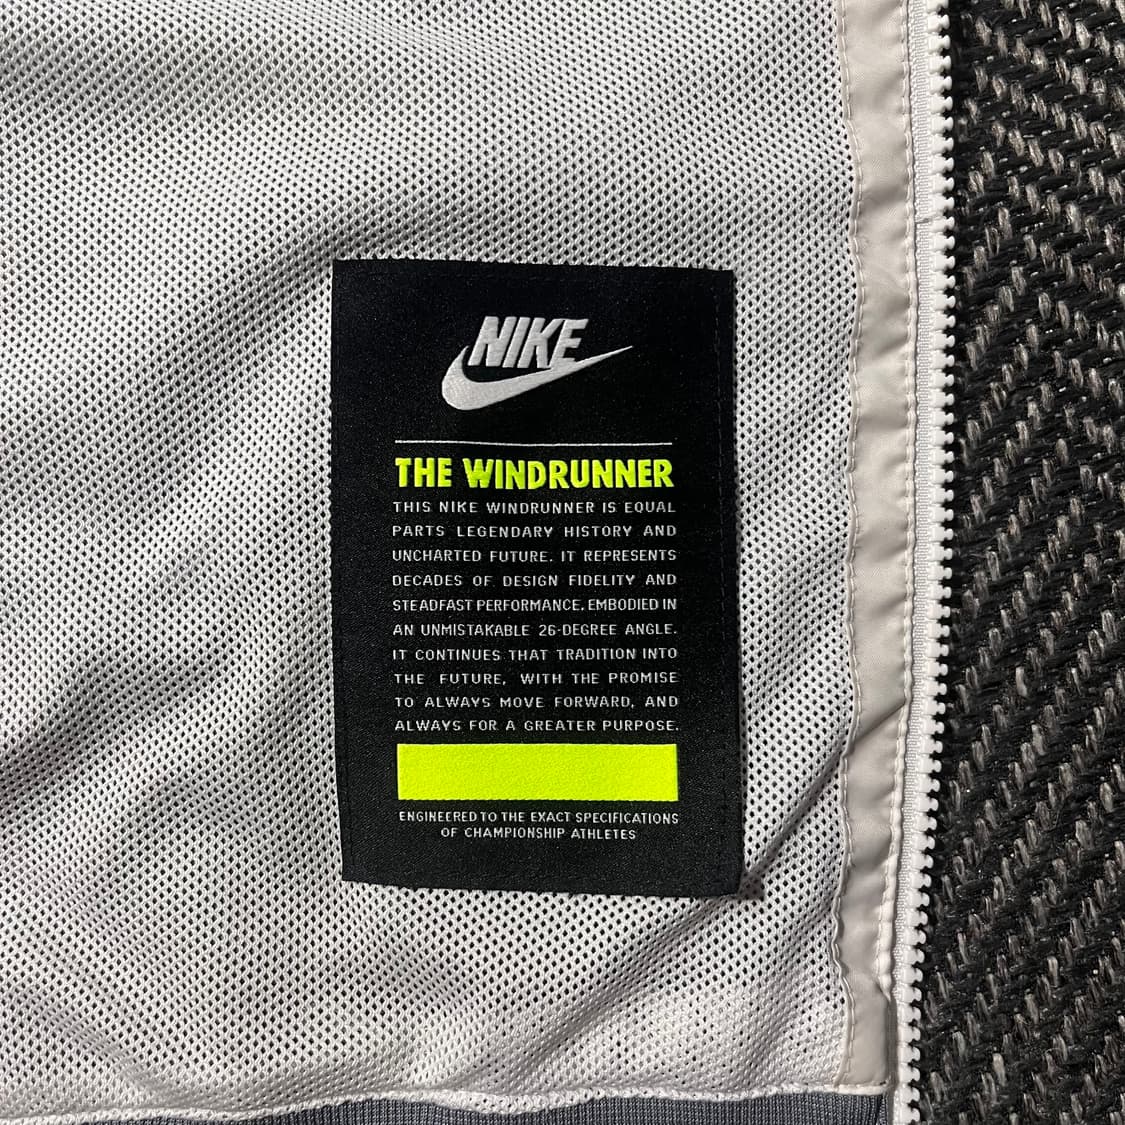 NIKE
THE WINDRUNNER
THIS NIKE WINDRUNNER IS EQUAL
PARTS LEGENDARY HISTORY AND
UNCHARTED FUTURE. IT REPRESENTS
DECADES OF DESIGN FIDELITY AND
STEADFAST PERFORMANCE, EMBODIED IN
AN UNMISTAKABLE 26-DEGREE ANGLE.
IT CONTINUES THAT TRADITION INTO
THE FUTURE, WITH THE PROMISE
TO ALWAYS MOVE FORWARD, AND
ALWAYS FOR A GREATER PURPOSE.
ENGINEERED TO THE EXACT SPECIFICATIONS
OF CHAMPIONSHIP ATHLETES